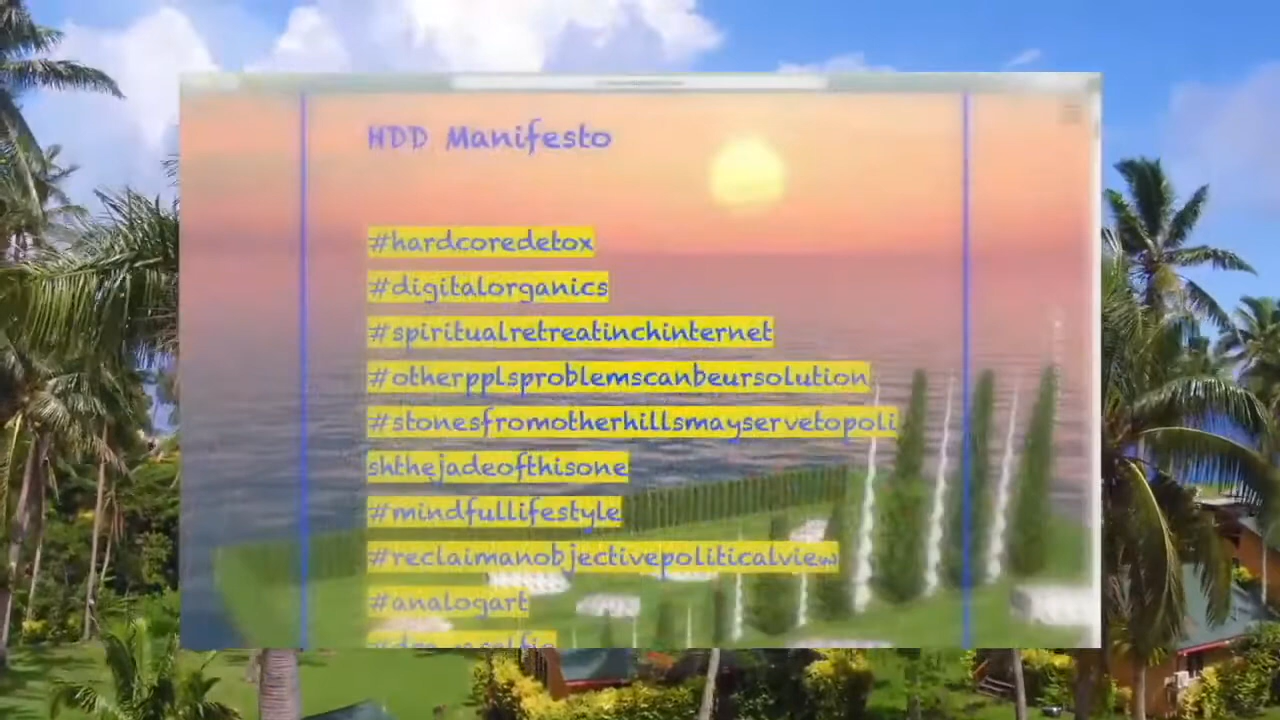 HDD Manifesto
#hardcoredetox
#digitalorganics
#spiritualretreatinchinternet
#otherpplsproblemscanbeursolution
#stonesfromotherhillsmayservetopoli
shthejadeofthisone
#mindfullifestyle
#reclaimanobjectivepoliticalview
#analogart